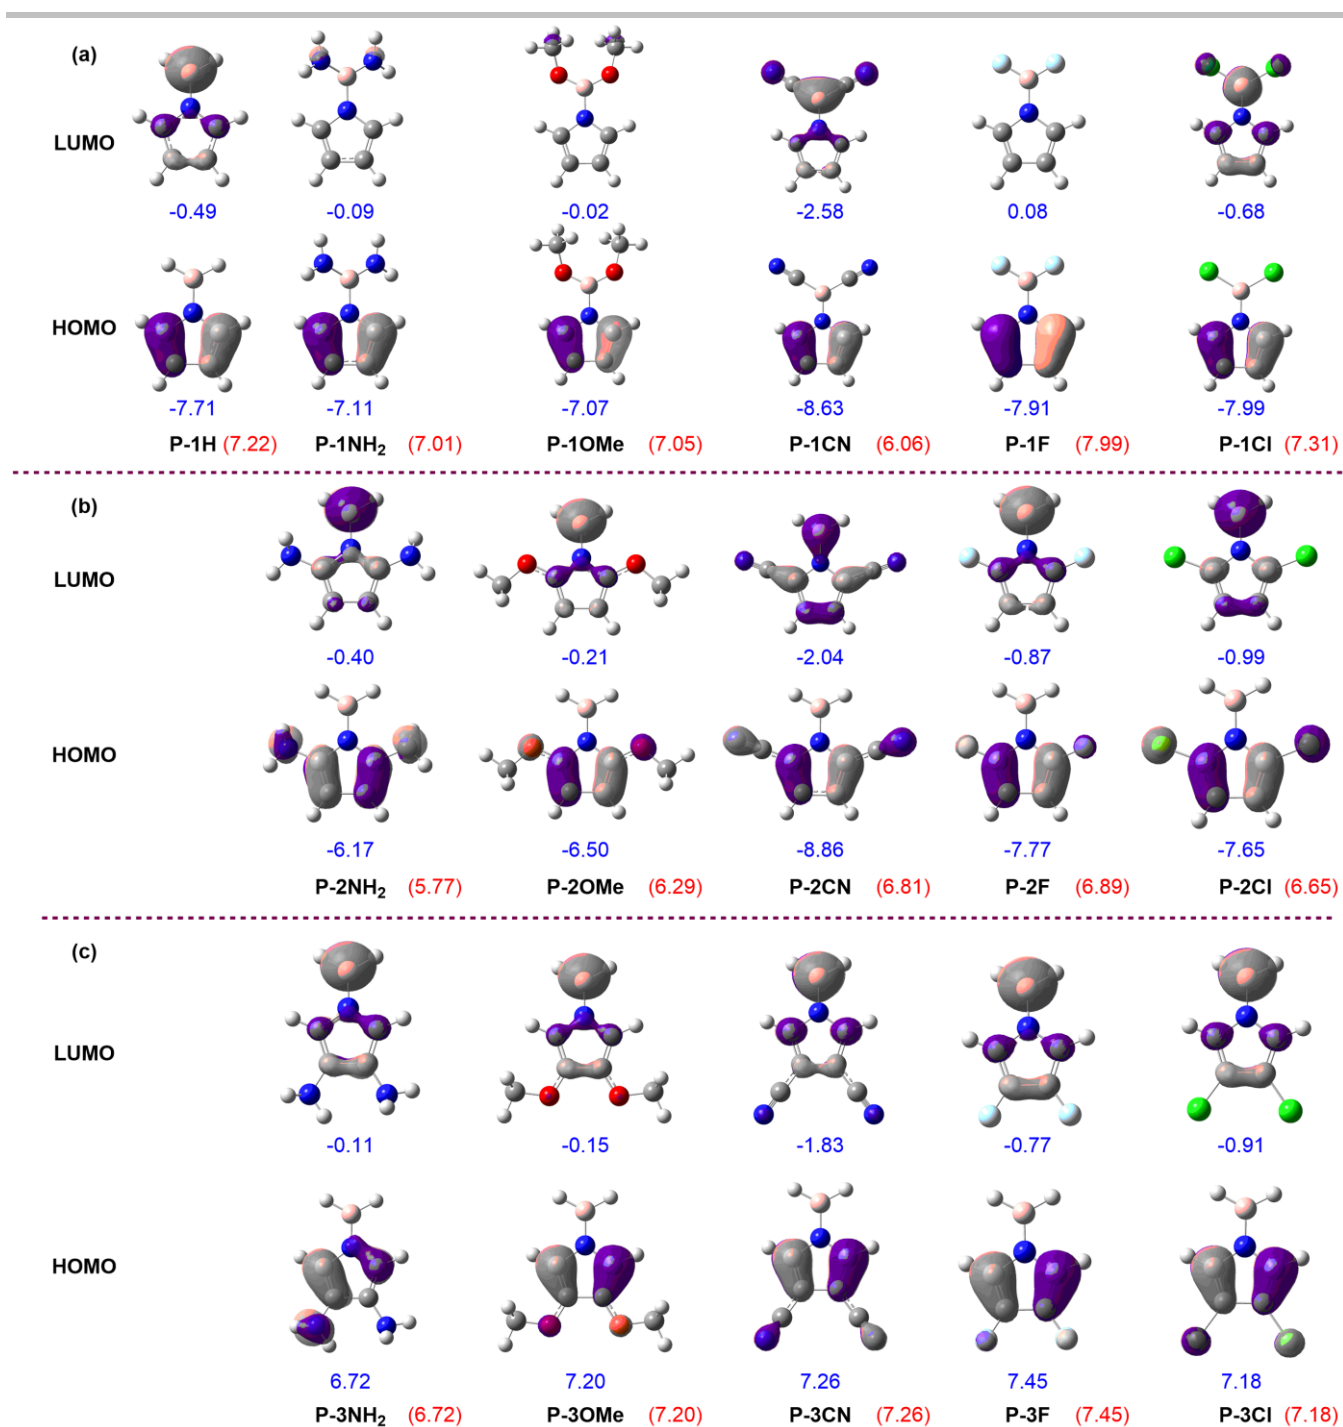 (a)
LUMO
-0.49 -0.09 -0.02 -2.58 0.08 -0.68
HOMO
-7.71 -7.11 -7.07 -8.63 -7.91 -7.99
P-1H (7.22) P-1NH₂ (7.01) P-1OMe (7.05) P-1CN (6.06) P-1F (7.99) P-1Cl (7.31)
(b)
LUMO
-0.40 -0.21 -2.04 -0.87 -0.99
HOMO
-6.17 -6.50 -8.86 -7.77 -7.65
P-2NH₂ (5.77) P-2OMe (6.29) P-2CN (6.81) P-2F (6.89) P-2Cl (6.65)
(c)
LUMO
-0.11 -0.15 -1.83 -0.77 -0.91
HOMO
6.72 7.20 7.26 7.45 7.18
P-3NH₂ (6.72) P-3OMe (7.20) P-3CN (7.26) P-3F (7.45) P-3Cl (7.18)